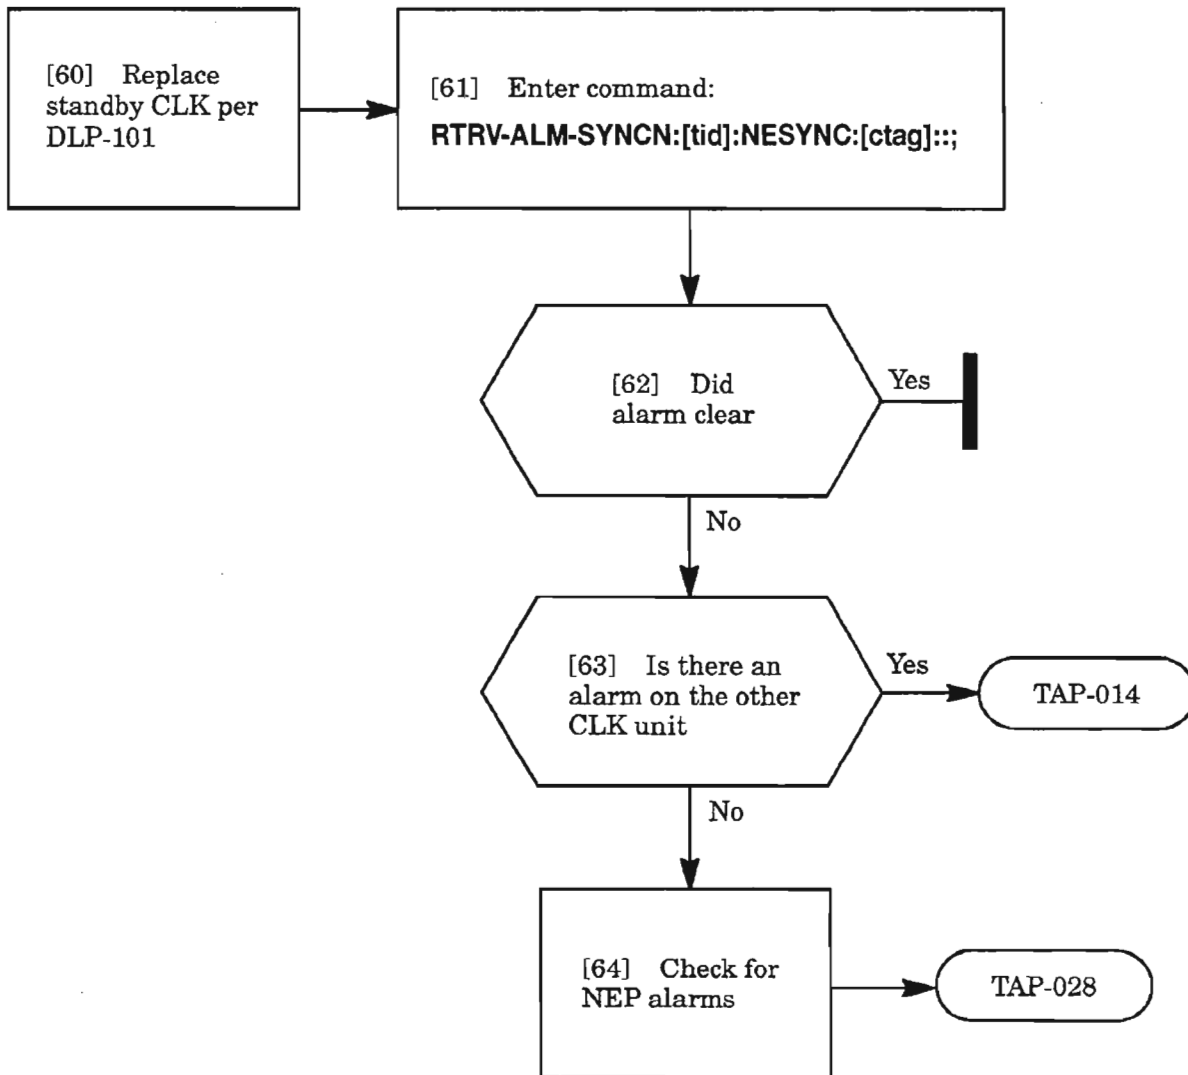 [60] Replace
standby CLK per
DLP-101
[61] Enter command:
RTRV-ALM-SYNCN:[tid]:NESYNC:[ctag]::;
[62] Did
alarm clear
Yes
No
[63] Is there an
alarm on the other
CLK unit
Yes
TAP-014
No
[64] Check for
NEP alarms
TAP-028